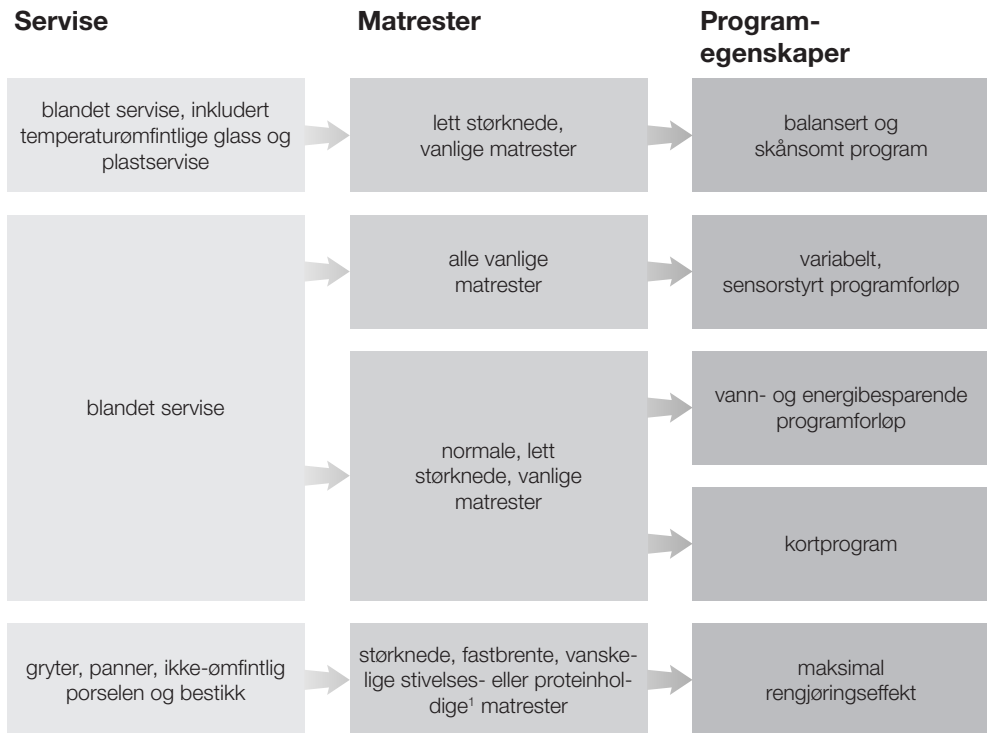 Servise
Matrester
Program-
egenskaper
blandet servise, inkludert
temperaturømfintlige glass og
plastservise
lett størknede,
vanlige matrester
balansert og
skånsomt program
blandet servise
alle vanlige
matrester
variabelt,
sensorstyrt programforløp
normale, lett
størknede, vanlige
matrester
vann- og energibesparende
programforløp
kortprogram
gryter, panner, ikke-ømfintlig
porselen og bestikk
størknede, fastbrente, vanske-
lige stivelses- eller proteinhol-
dige¹ matrester
maksimal
rengjøringseffekt